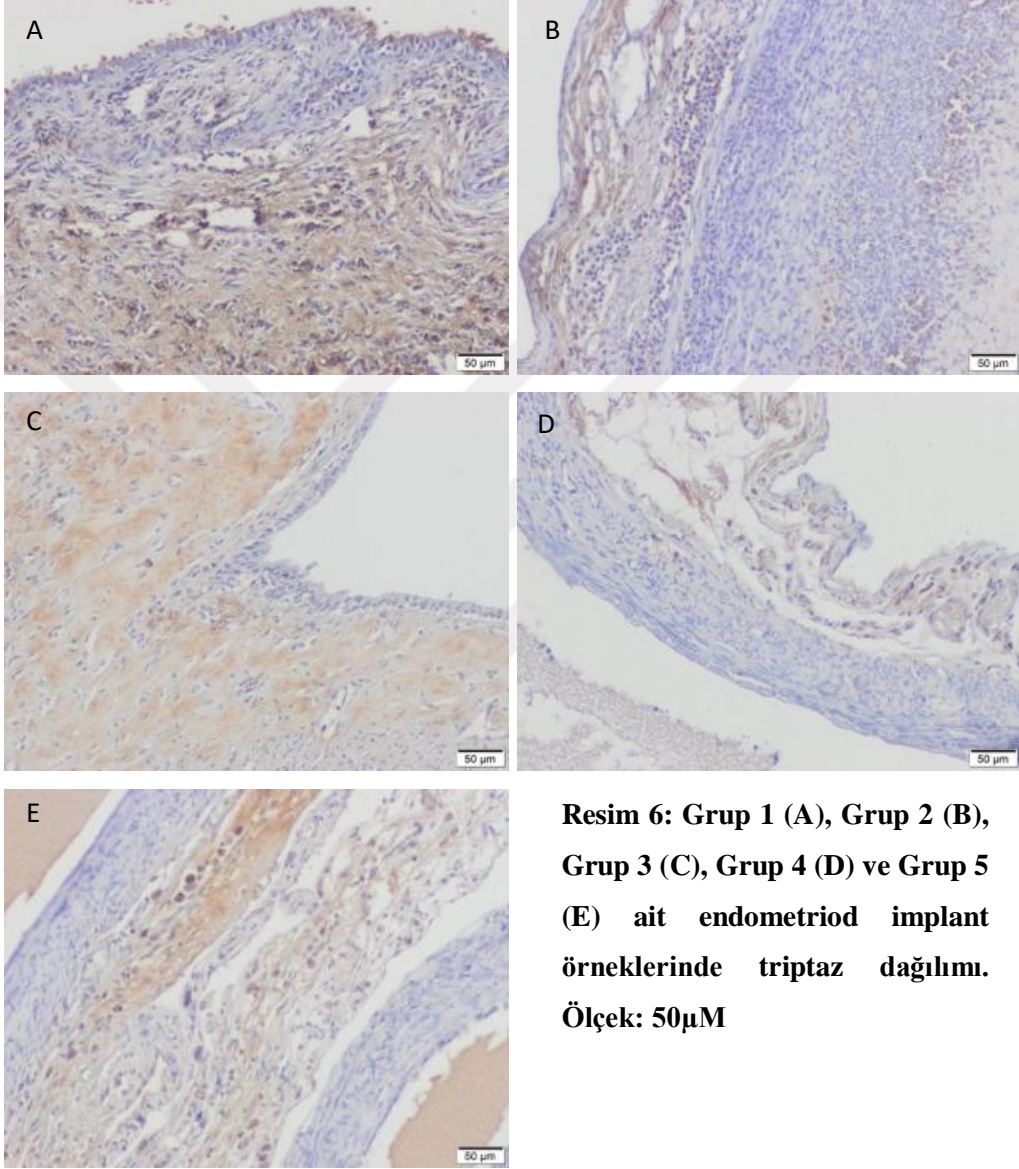 A
50 µm
B
50 µm
C
50 µm
D
50 µm
E
50 µm
Resim 6: Grup 1 (A), Grup 2 (B),
Grup 3 (C), Grup 4 (D) ve Grup 5
(E) ait endometriod implant
örneklerinde triptaz dağılımı.
Ölçek: 50µM